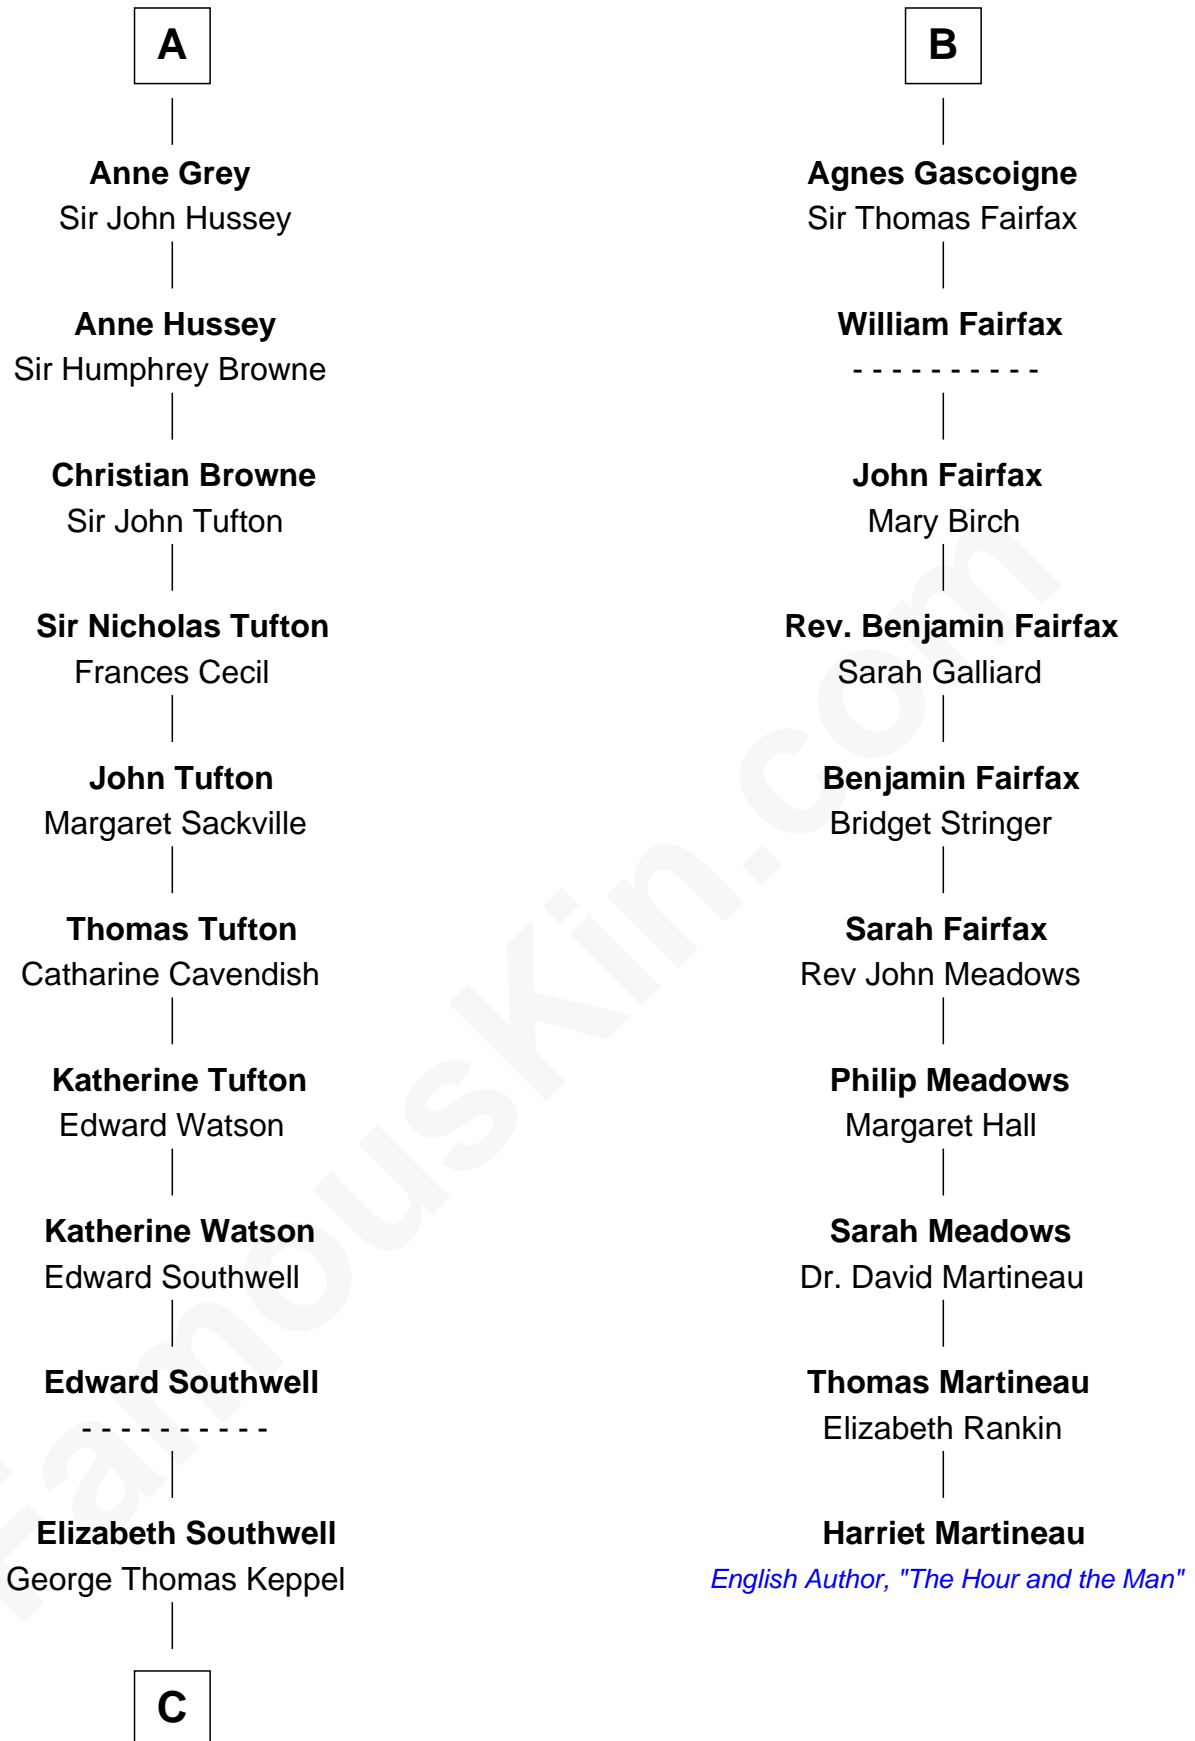 A
Anne Grey
Sir John Hussey
Anne Hussey
Sir Humphrey Browne
Christian Browne
Sir John Tufton
Sir Nicholas Tufton
Frances Cecil
John Tufton
Margaret Sackville
Thomas Tufton
Catharine Cavendish
Katherine Tufton
Edward Watson
Katherine Watson
Edward Southwell
Edward Southwell
- - - - - - - - - -
Elizabeth Southwell
George Thomas Keppel
C
B
Agnes Gascoigne
Sir Thomas Fairfax
William Fairfax
- - - - - - - - - -
John Fairfax
Mary Birch
Rev. Benjamin Fairfax
Sarah Galliard
Benjamin Fairfax
Bridget Stringer
Sarah Fairfax
Rev John Meadows
Philip Meadows
Margaret Hall
Sarah Meadows
Dr. David Martineau
Thomas Martineau
Elizabeth Rankin
Harriet Martineau
English Author, "The Hour and the Man"
FamousKin.com